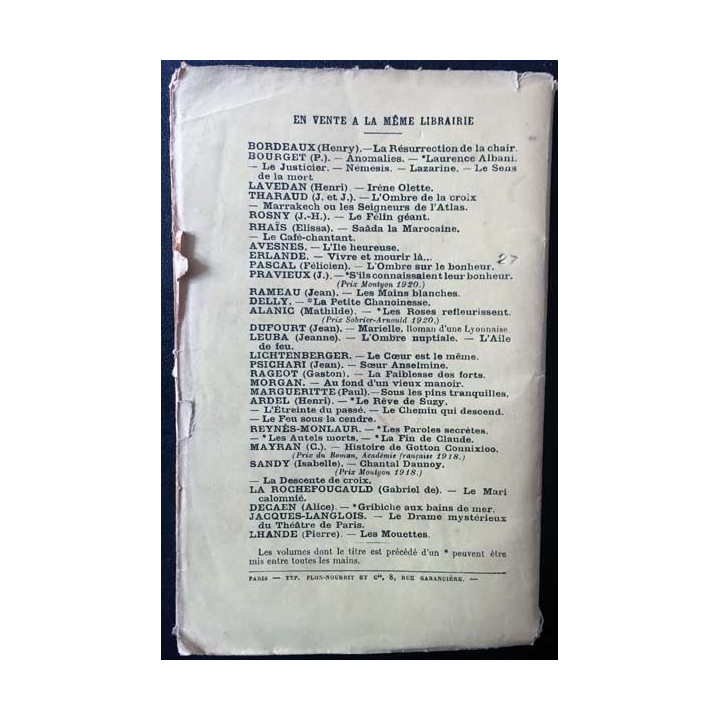 EN VENTE A LA MÊME LIBRAIRIE
BORDEAUX (Henry). — La Résurrection de la chair.
BOURGET (P.). — Anomalies. — *Laurence Albani.
— Le Justicier. — Némésis. — Lazarine. — Le Sens
de la mort
LAVEDAN (Henri). — Irène Olette.
THARAUD (J. et J.). — L'Ombre de la croix
— Marrakech ou les Seigneurs de l'Atlas.
ROSNY (J.-H.). — Le Félin géant.
RHAÏS (Elissa). — Saâda la Marocaine.
— Le Café-chantant.
AVESNES. — L'Ile heureuse.
ERLANDE. — Vivre et mourir là...
27
PASCAL (Félicien). — L'Ombre sur le bonheur.
PRAVIEUX (J.). — *S'ils connaissaient leur bonheur.
(Prix Montyon 1920.)
RAMEAU (Jean). — Les Mains blanches.
DELLY. — *La Petite Chanoinesse.
ALANIC (Mathilde). — *Les Roses refleurissent.
(Prix Sobrier-Arnould 1920.)
DUFOURT (Jean). — Marielle. Roman d'une Lyonnaise
LEUBA (Jeanne). — L'Ombre nuptiale. — L'Aile
de feu.
LICHTENBERGER. — Le Cœur est le même.
PSICHARI (Jean). — Sœur Anselmine.
RAGEOT (Gaston). — La Faiblesse des forts.
MORGAN. — Au fond d'un vieux manoir.
MARGUERITTE (Paul). — Sous les pins tranquilles.
ARDEL (Henri). — *Le Rêve de Suzy.
— L'Étreinte du passé. — Le Chemin qui descend.
— Le Feu sous la cendre.
REYNÈS-MONLAUR. — *Les Paroles secrètes.
— *Les Autels morts. — *La Fin de Claude.
MAYRAN (C.). — Histoire de Gotton Connixloo.
(Prix du Roman, Académie française 1918.)
SANDY (Isabelle). — Chantal Daunoy.
(Prix Montyon 1918.)
— La Descente de croix.
LA ROCHEFOUCAULD (Gabriel de). — Le Mari
calomnié.
DECAEN (Alice). — *Gribiche aux bains de mer.
JACQUES-LANGLOIS. — Le Drame mystérieux
du Théâtre de Paris.
LHANDE (Pierre). — Les Mouettes.
Les volumes dont le titre est précédé d'un * peuvent être
mis entre toutes les mains.
PARIS — TYP. PLON-NOURRIT ET Cie, 8, RUE GARANCIÈRE. —